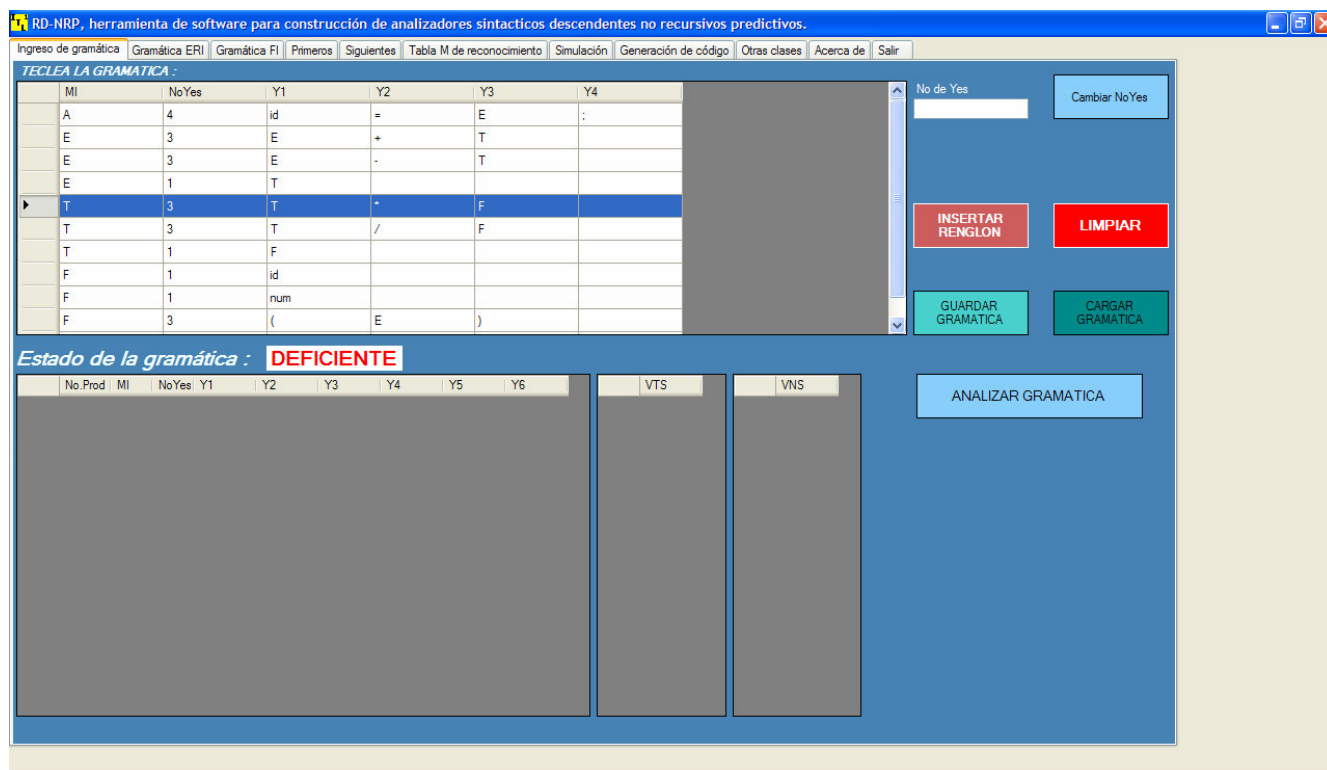 RD-NRP, herramienta de software para construcción de analizadores sintacticos descendentes no recursivos predictivos.
Ingreso de gramática Gramática ERI Gramática FI Primeros Siguientes Tabla M de reconocimiento Simulación Generación de código Otras clases Acerca de Salir
TECLEA LA GRAMATICA :
MI NoYes Y1 Y2 Y3 Y4
A 4 id = E ;
E 3 E + T
E 3 E - T
E 1 T
T 3 T * F
T 3 T / F
T 1 F
F 1 id
F 1 num
F 3 ( E )
No de Yes
Cambiar NoYes
INSERTAR RENGLON
LIMPIAR
GUARDAR GRAMATICA
CARGAR GRAMATICA
Estado de la gramática : DEFICIENTE
No.Prod MI NoYes Y1 Y2 Y3 Y4 Y5 Y6
VTS
VNS
ANALIZAR GRAMATICA